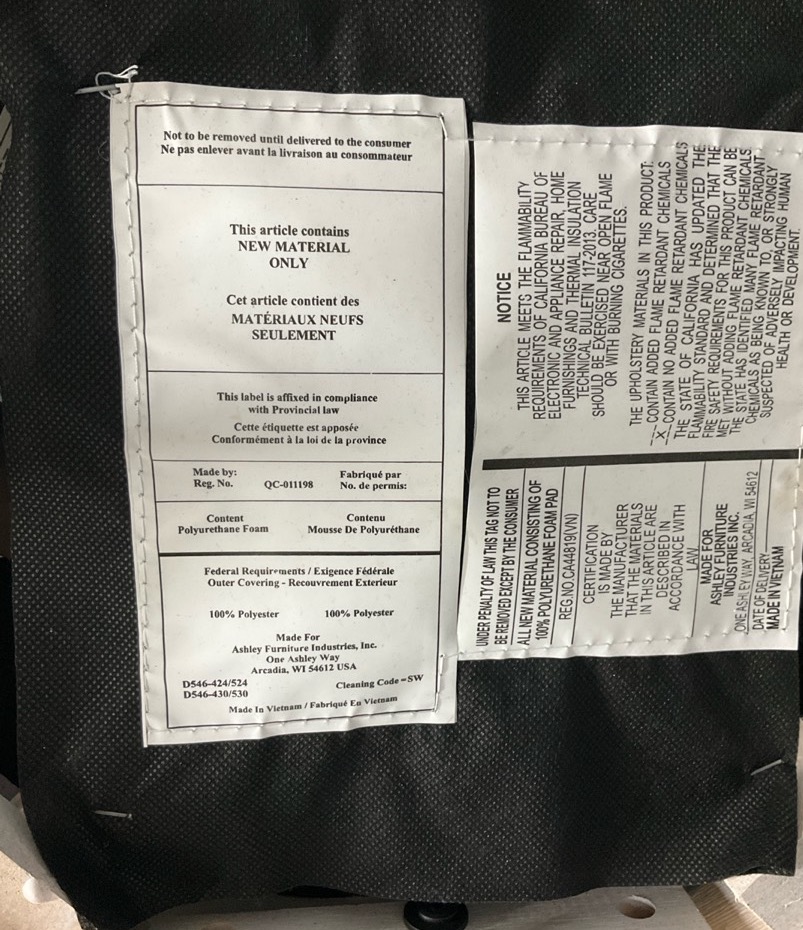 Not to be removed until delivered to the consumer
Ne pas enlever avant la livraison au consommateur
This article contains
NEW MATERIAL
ONLY
Cet article contient des
MATÉRIAUX NEUFS
SEULEMENT
This label is affixed in compliance
with Provincial law
Cette étiquette est apposée
Conformément à la loi de la province
Made by: Fabriqué par
Reg. No. QC-011198 No. de permis:
Content Contenu
Polyurethane Foam Mousse De Polyuréthane
Federal Requirements / Exigence Fédérale
Outer Covering - Recouvrement Exterieur
100% Polyester 100% Polyester
Made For
Ashley Furniture Industries, Inc.
One Ashley Way
Arcadia, WI 54612 USA
D546-424/524 Cleaning Code - SW
D546-430/530
Made In Vietnam / Fabriqué En Vietnam
NOTICE
THIS ARTICLE MEETS THE FLAMMABILITY
REQUIREMENTS OF CALIFORNIA BUREAU OF
ELECTRONIC AND APPLIANCE REPAIR, HOME
FURNISHINGS AND THERMAL INSULATION
TECHNICAL BULLETIN 117-2013. CARE
SHOULD BE EXERCISED NEAR OPEN FLAME
OR WITH BURNING CIGARETTES.
THE UPHOLSTERY MATERIALS IN THIS PRODUCT:
__ CONTAIN ADDED FLAME RETARDANT CHEMICALS
X CONTAIN NO ADDED FLAME RETARDANT CHEMICALS
THE STATE OF CALIFORNIA HAS UPDATED THE
FLAMMABILITY STANDARD AND DETERMINED THAT THE
FIRE SAFETY REQUIREMENTS FOR THIS PRODUCT CAN BE
MET WITHOUT ADDING FLAME RETARDANT CHEMICALS.
THE STATE HAS IDENTIFIED MANY FLAME RETARDANT
CHEMICALS AS BEING KNOWN TO, OR STRONGLY
SUSPECTED OF ADVERSELY IMPACTING HUMAN
HEALTH OR DEVELOPMENT.
UNDER PENALTY OF LAW THIS TAG NOT TO
BE REMOVED EXCEPT BY THE CONSUMER
ALL NEW MATERIAL CONSISTING OF
100% POLYURETHANE FOAM PAD
REG.NO.CA44819(VN)
CERTIFICATION
IS MADE BY
THE MANUFACTURER
THAT THE MATERIALS
IN THIS ARTICLE ARE
DESCRIBED IN
ACCORDANCE WITH
LAW
MADE FOR
ASHLEY FURNITURE
INDUSTRIES INC.
ONE ASHLEY WAY, ARCADIA, WI 54612
DATE OF DELIVERY
MADE IN VIETNAM